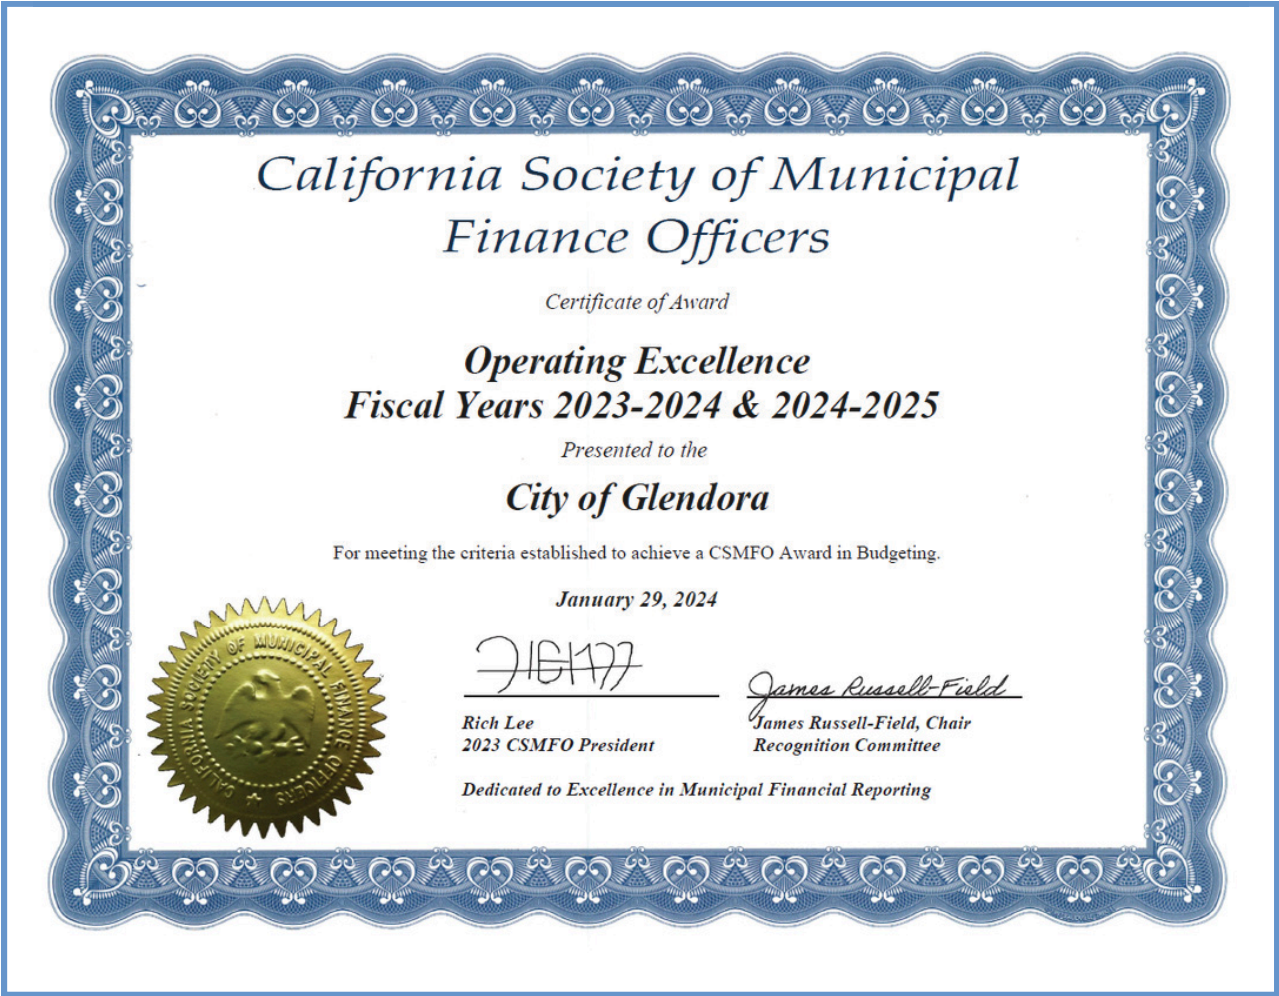 California Society of Municipal
Finance Officers
Certificate of Award
Operating Excellence
Fiscal Years 2023-2024 & 2024-2025
Presented to the
City of Glendora
For meeting the criteria established to achieve a CSMFO Award in Budgeting.
January 29, 2024
James Russell-Field
Rich Lee
2023 CSMFO President
James Russell-Field, Chair
Recognition Committee
Dedicated to Excellence in Municipal Financial Reporting
CALIFORNIA SOCIETY OF MUNICIPAL FINANCE OFFICERS